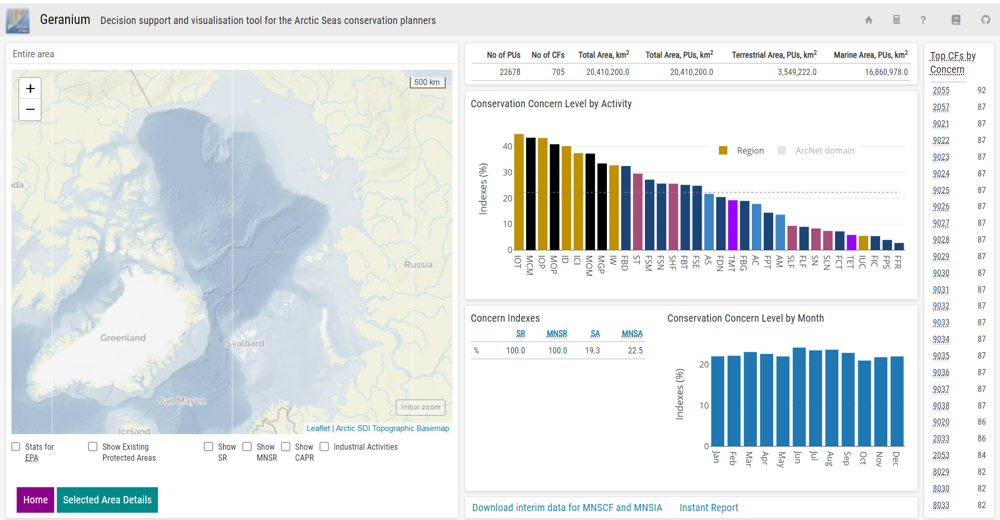 Geranium Decision support and visualisation tool for the Arctic Seas conservation planners
?
Entire area
+
−
500 km
da
Russia
Greenland
Svalbard
Jan Mayen
Iceland
Initial zoom
Leaflet | Arctic SDI Topographic Basemap
Stats for
EPA
Show Existing
Protected Areas
Show
SR
Show
MNSR
Show
CAPR
Industrial Activities
Home
Selected Area Details
No of PUs No of CFs Total Area, km2 Total Area, PUs, km2 Terrestrial Area, PUs, km2 Marine Area, PUs, km2
22678 705 20,410,200.0 20,410,200.0 3,549,222.0 16,860,978.0
Conservation Concern Level by Activity
Indexes (%)
40
30
20
10
0
Region ArcNet domain
IOT MCM IOP MOP ID ICI MOM MGP IW FBD ST FSM FSN SHF FBT FSE AS FDN TMT FBG AC FPT AM SLF FLF SN SLN FCT TET IUC FIC FPS FFR
Concern Indexes
SR MNSR SA MNSA
% 100.0 100.0 19.3 22.5
Conservation Concern Level by Month
Indexes (%)
20
10
0
Jan Feb Mar Apr May Jun Jul Aug Sep Oct Nov Dec
Download interim data for MNSCF and MNSIA Instant Report
Top CFs by
Concern
2055 92
2057 87
9021 87
9022 87
9023 87
9024 87
9025 87
9026 87
9027 87
9028 87
9029 87
9030 87
9031 87
9032 87
9033 87
9034 87
9035 87
9036 87
9037 87
9038 87
9020 86
2033 86
2053 84
8029 82
8030 82
8033 82